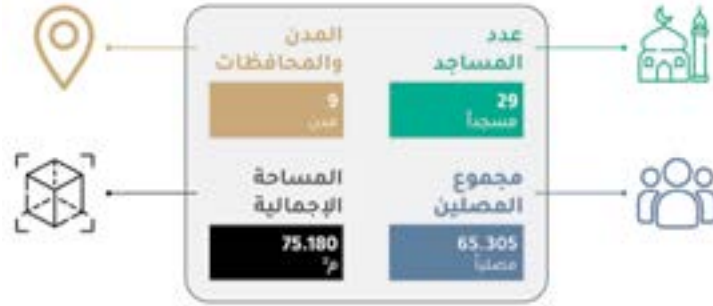 عدد
المساجد
29
مسجداً
المدن
والمحافظات
9
مدن
مجموع
المصلين
65.305
مصلياً
المساحة
الإجمالية
75.180
م²